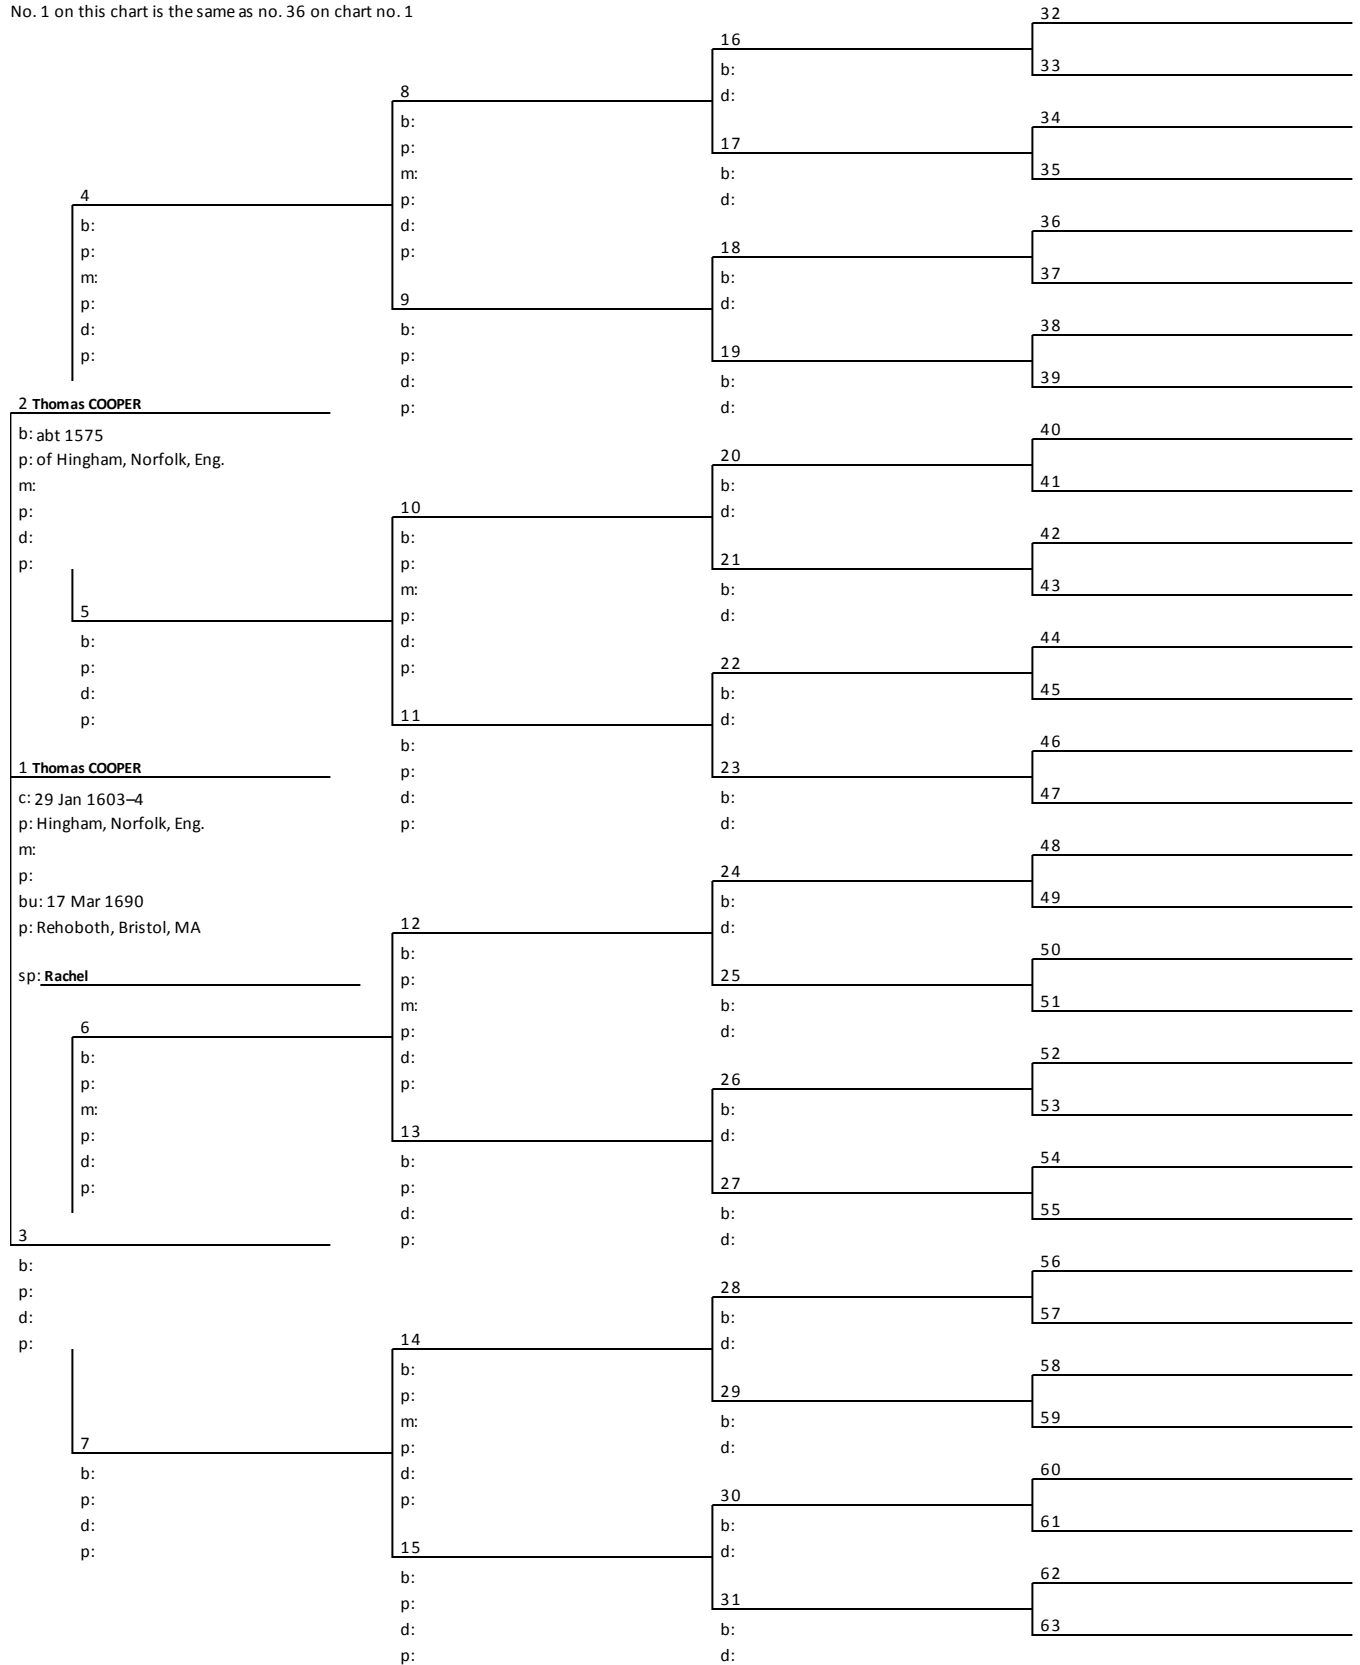 No. 1 on this chart is the same as no. 36 on chart no. 1
4
b:
p:
m:
p:
d:
p:
2 Thomas COOPER
b: abt 1575
p: of Hingham, Norfolk, Eng.
m:
p:
d:
p:
5
b:
p:
d:
p:
1 Thomas COOPER
c: 29 Jan 1603–4
p: Hingham, Norfolk, Eng.
m:
p:
bu: 17 Mar 1690
p: Rehoboth, Bristol, MA
sp: Rachel
6
b:
p:
m:
p:
d:
p:
3
b:
p:
d:
p:
7
b:
p:
d:
p:
8
b:
p:
m:
p:
d:
p:
9
b:
p:
d:
p:
10
b:
p:
m:
p:
d:
p:
11
b:
p:
d:
p:
12
b:
p:
m:
p:
d:
p:
13
b:
p:
d:
p:
14
b:
p:
m:
p:
d:
p:
15
b:
p:
d:
p:
16
b:
d:
17
b:
d:
18
b:
d:
19
b:
d:
20
b:
d:
21
b:
d:
22
b:
d:
23
b:
d:
24
b:
d:
25
b:
d:
26
b:
d:
27
b:
d:
28
b:
d:
29
b:
d:
30
b:
d:
31
b:
d:
32
33
34
35
36
37
38
39
40
41
42
43
44
45
46
47
48
49
50
51
52
53
54
55
56
57
58
59
60
61
62
63